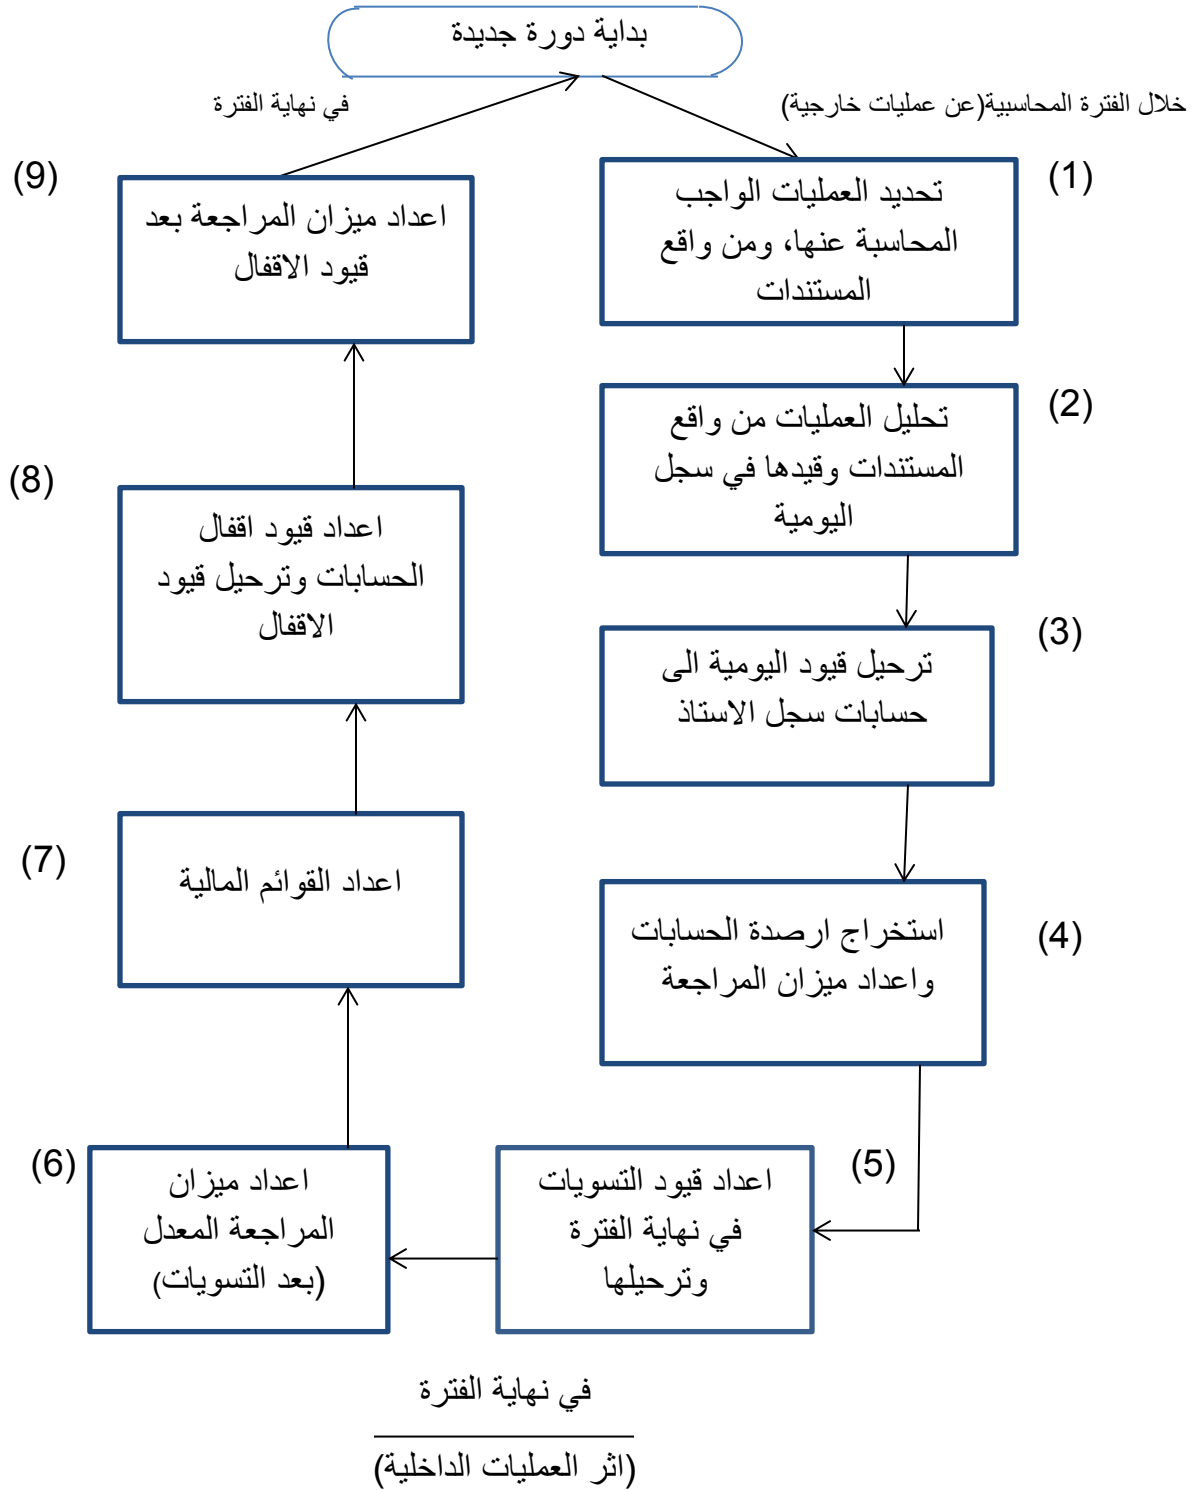 بداية دورة جديدة
خلال الفترة المحاسبية(عن عمليات خارجية)
في نهاية الفترة
(1)
تحديد العمليات الواجب
المحاسبة عنها، ومن واقع
المستندات
(2)
تحليل العمليات من واقع
المستندات وقيدها في سجل
اليومية
(3)
ترحيل قيود اليومية الى
حسابات سجل الاستاذ
(4)
استخراج ارصدة الحسابات
واعداد ميزان المراجعة
(5)
اعداد قيود التسويات
في نهاية الفترة
وترحيلها
(6)
اعداد ميزان
المراجعة المعدل
(بعد التسويات)
(7)
اعداد القوائم المالية
(8)
اعداد قيود اقفال
الحسابات وترحيل قيود
الاقفال
(9)
اعداد ميزان المراجعة بعد
قيود الاقفال
في نهاية الفترة
(اثر العمليات الداخلية)